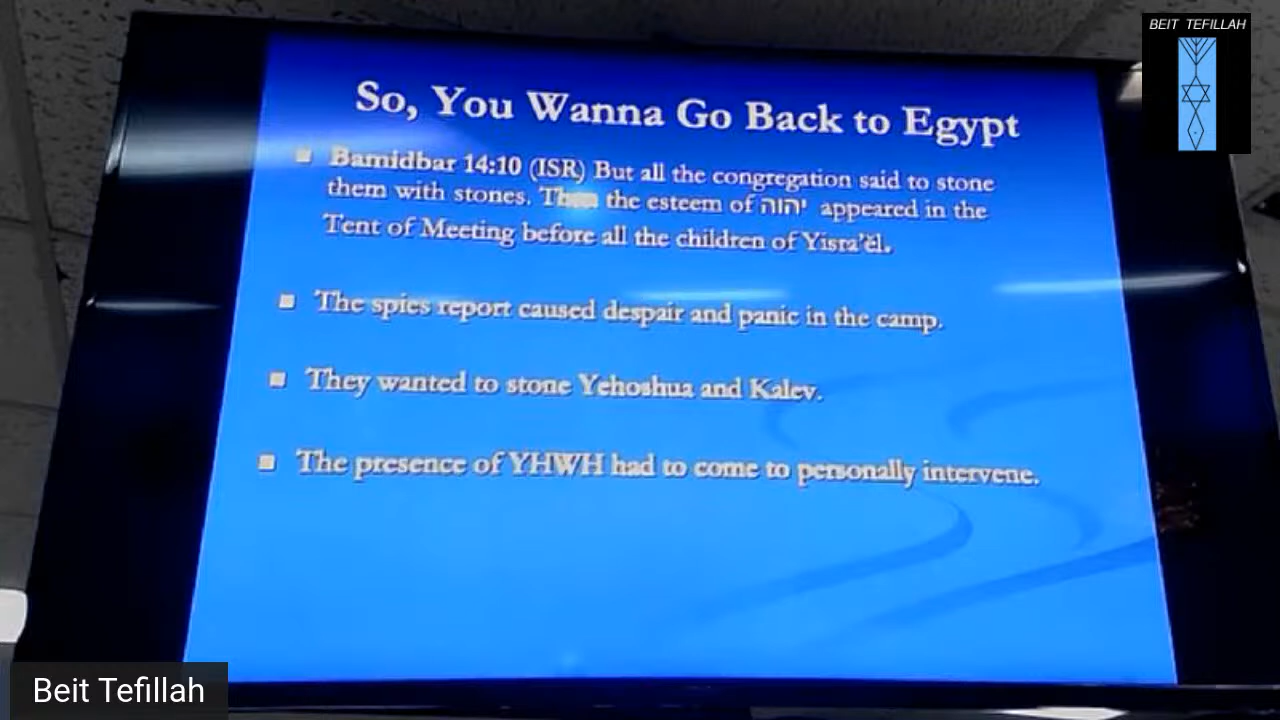 BEIT TEFILLAH
So, You Wanna Go Back to Egypt
Bamidbar 14:10 (ISR) But all the congregation said to stone
them with stones. Then the esteem of יהוה appeared in the
Tent of Meeting before all the children of Yisra'ĕl.
The spies report caused despair and panic in the camp.
They wanted to stone Yehoshua and Kalev.
The presence of YHWH had to come to personally intervene.
Beit Tefillah